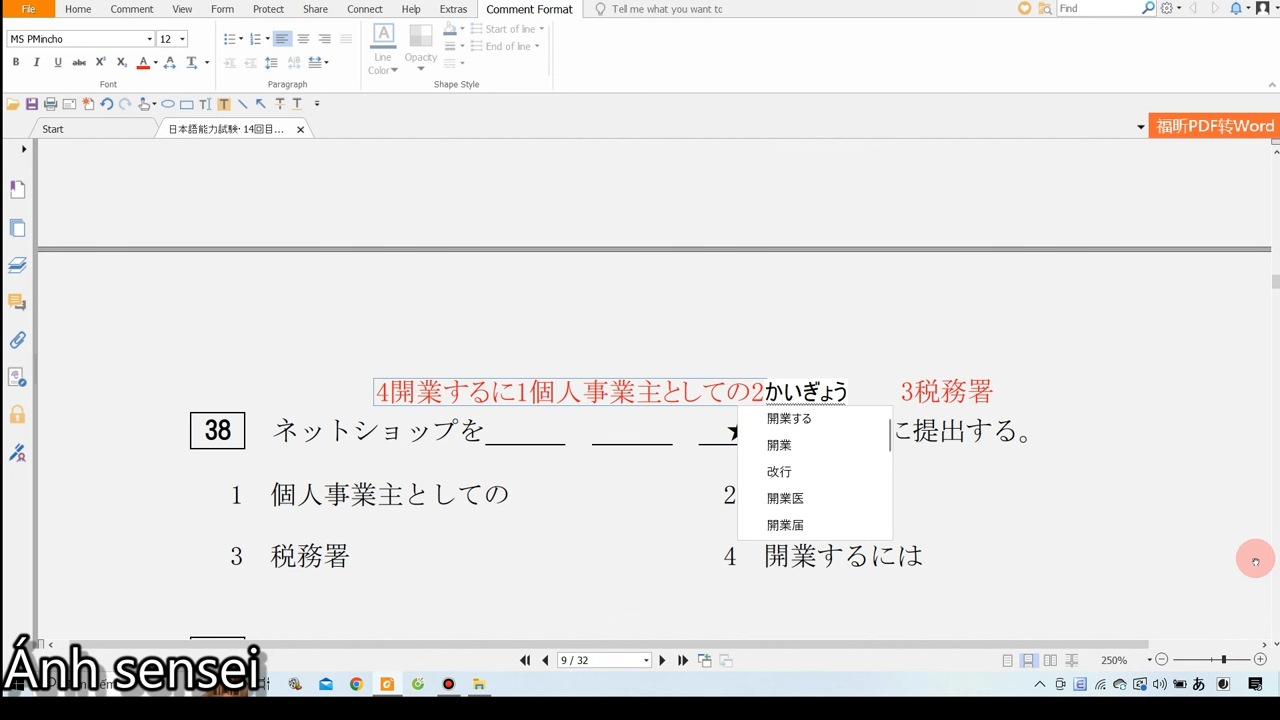 File Home Comment View Form Protect Share Connect Help Extras Comment Format Tell me what you want tc Find
MS PMincho 12 Start of line
End of line
Line Color Opacity
Font Paragraph Shape Style
Start 日本語能力試験・14回目... 福昕PDF转Word
4開業するに1個人事業主としての2かいぎょう 3税務署
38 ネットショップを ★ に提出する。
開業する
開業
改行
開業医
開業届
1 個人事業主としての 2
3 税務署 4 開業するには
9 / 32 250%
Ánh sensei